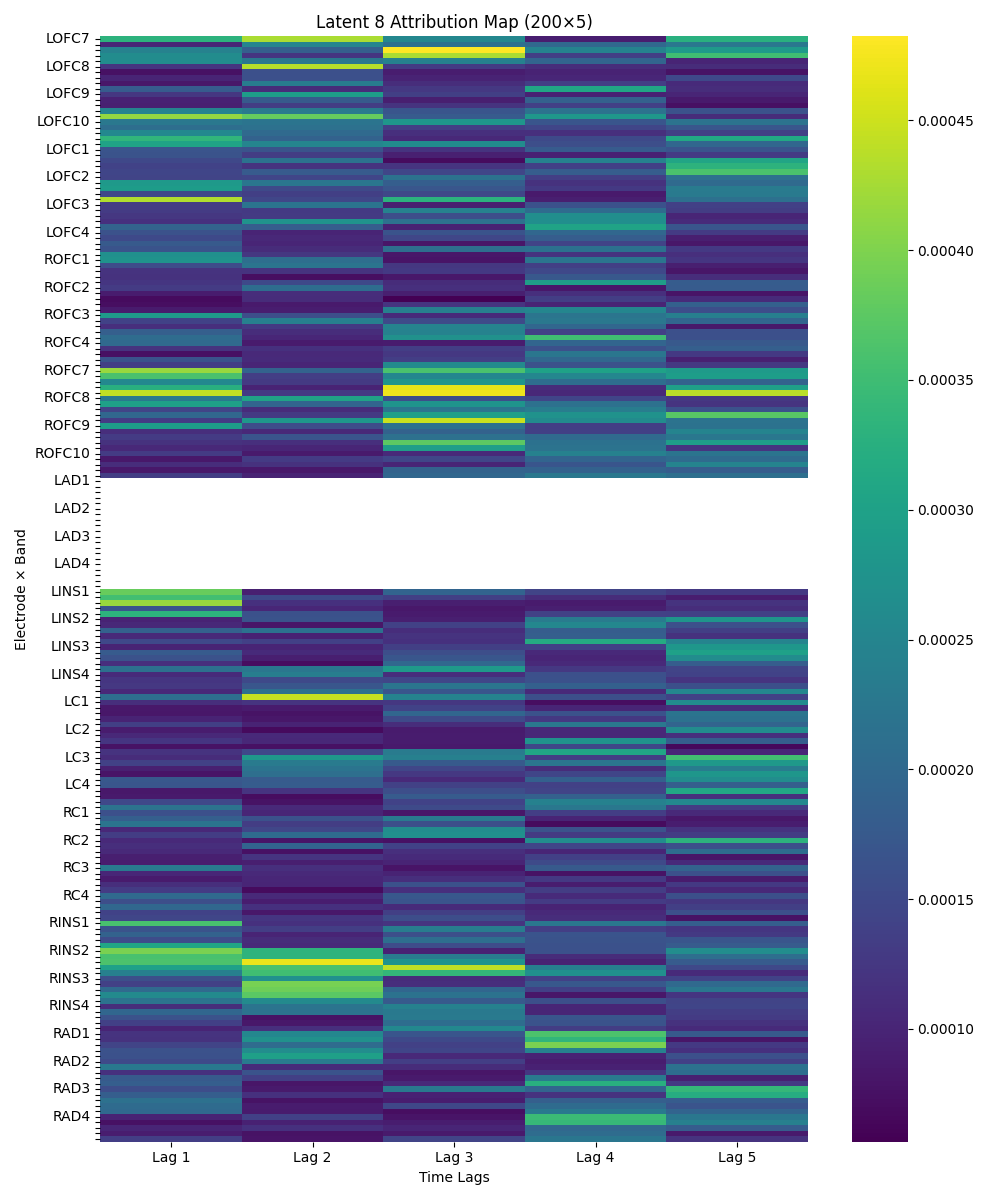 Latent 8 Attribution Map (200×5)
LOFC7
LOFC8
LOFC9
LOFC10
LOFC1
LOFC2
LOFC3
LOFC4
ROFC1
ROFC2
ROFC3
ROFC4
ROFC7
ROFC8
ROFC9
ROFC10
LAD1
LAD2
LAD3
LAD4
LINS1
LINS2
LINS3
LINS4
LC1
LC2
LC3
LC4
RC1
RC2
RC3
RC4
RINS1
RINS2
RINS3
RINS4
RAD1
RAD2
RAD3
RAD4
Electrode × Band
Lag 1 Lag 2 Lag 3 Lag 4 Lag 5
Time Lags
0.00045
0.00040
0.00035
0.00030
0.00025
0.00020
0.00015
0.00010